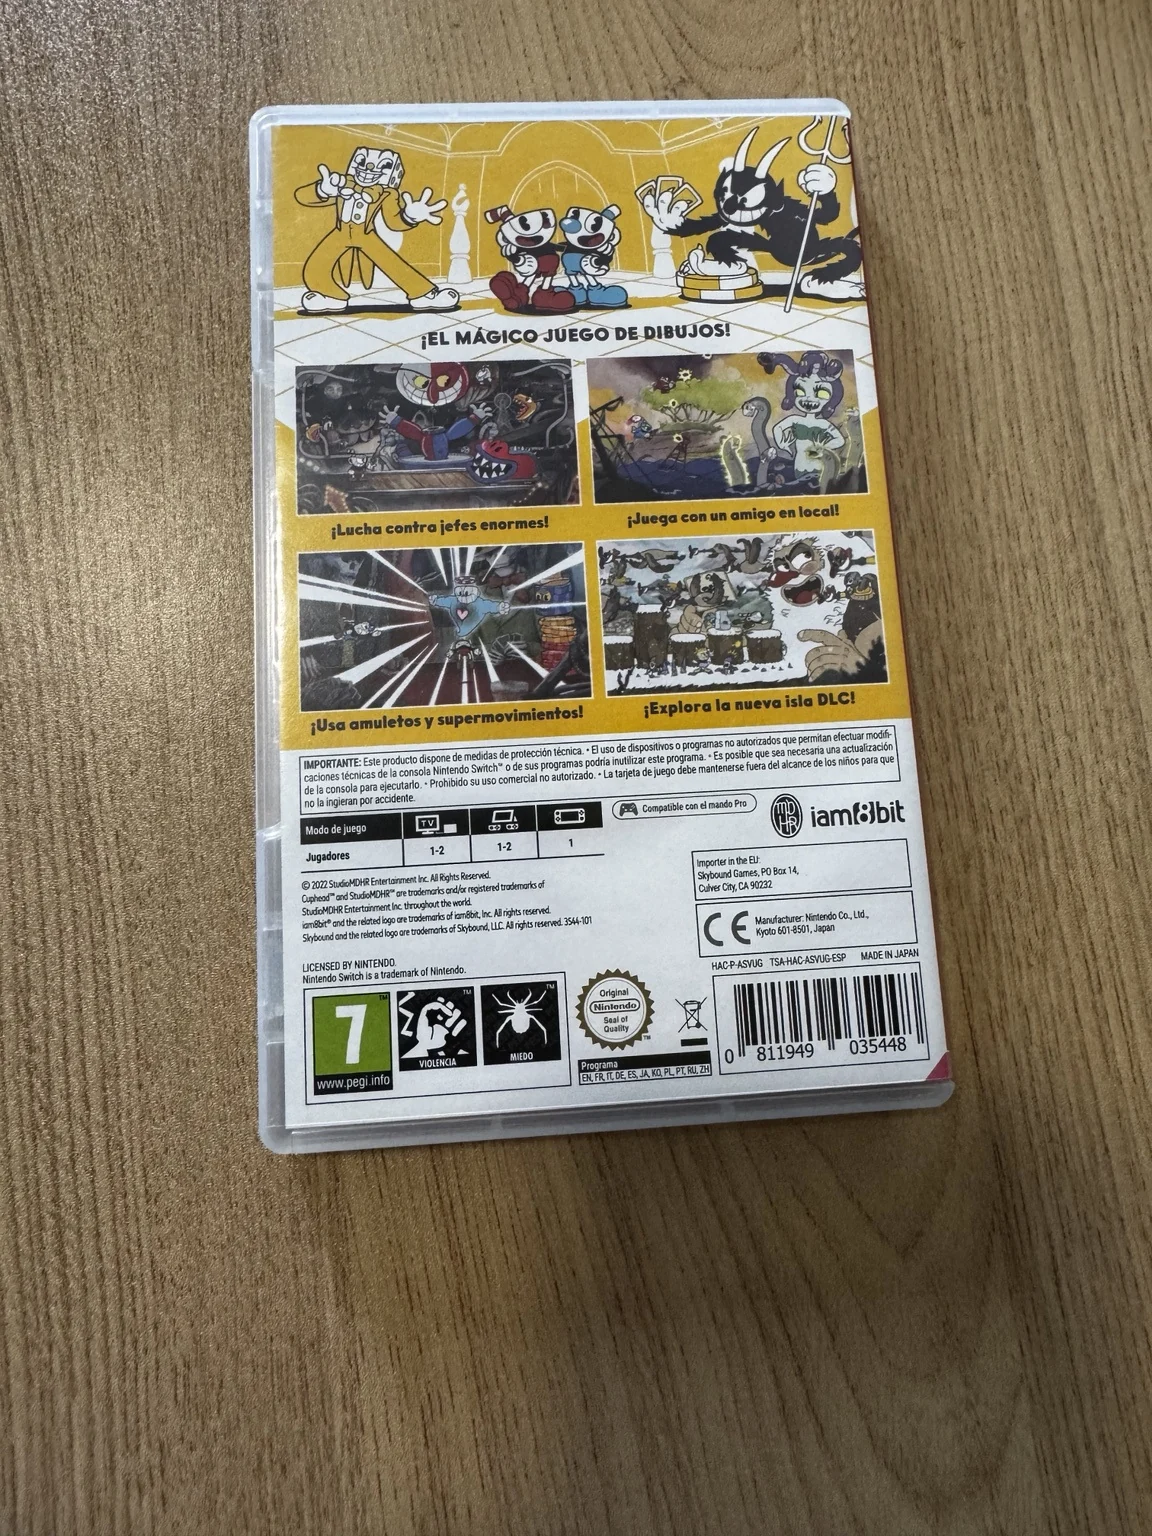 ¡EL MÁGICO JUEGO DE DIBUJOS!
¡Lucha contra jefes enormes!
¡Juega con un amigo en local!
¡Usa amuletos y supermovimientos!
¡Explora la nueva isla DLC!
IMPORTANTE: Este producto dispone de medidas de protección técnica. • El uso de dispositivos o programas no autorizados que permitan efectuar modifi-
caciones técnicas de la consola Nintendo Switch™ o de sus programas podría inutilizar este programa. • Es posible que sea necesaria una actualización
de la consola para ejecutarlo. • Prohibido su uso comercial no autorizado. • La tarjeta de juego debe mantenerse fuera del alcance de los niños para que
no la ingieran por accidente.
Modo de juego
TV
Jugadores
1-2
1-2
1
Compatible con el mando Pro
MDHR
iam8bit
© 2022 StudioMDHR Entertainment Inc. All Rights Reserved.
Cuphead™ and StudioMDHR™ are trademarks and/or registered trademarks of
StudioMDHR Entertainment Inc. throughout the world.
iam8bit® and the related logo are trademarks of iam8bit, Inc. All rights reserved.
Skybound and the related logo are trademarks of Skybound, LLC. All rights reserved. 3544-101
Importer in the EU:
Skybound Games, PO Box 14,
Culver City, CA 90232
CE
Manufacturer: Nintendo Co., Ltd.,
Kyoto 601-8501, Japan
LICENSED BY NINTENDO.
Nintendo Switch is a trademark of Nintendo.
HAC-P-ASVUG TSA-HAC-ASVUG-ESP MADE IN JAPAN
7
™
www.pegi.info
™
VIOLENCIA
™
MIEDO
Original
Nintendo
Seal of
Quality
™
Programa
EN, FR, IT, DE, ES, JA, KO, PL, PT, RU, ZH
0 811949 035448